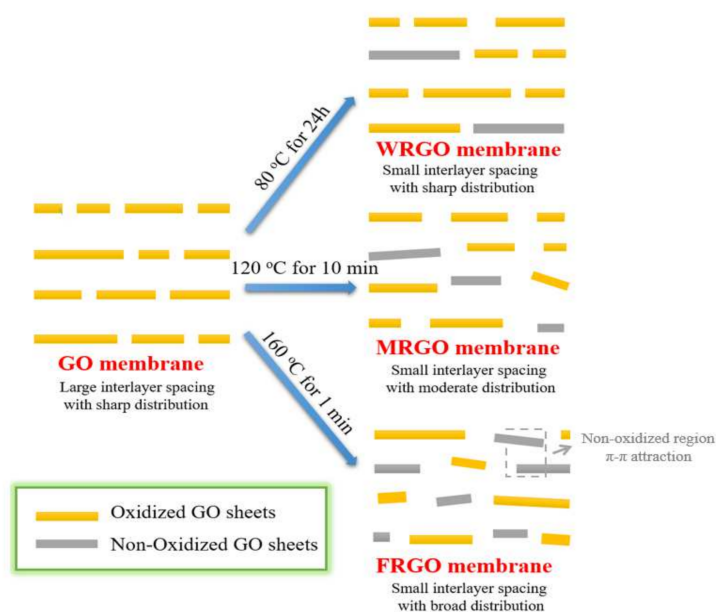 80 °C for 24h
WRGO membrane
Small interlayer spacing
with sharp distribution
120 °C for 10 min
MRGO membrane
Small interlayer spacing
with moderate distribution
GO membrane
Large interlayer spacing
with sharp distribution
160 °C for 1 min
Non-oxidized region
π-π attraction
Oxidized GO sheets
Non-Oxidized GO sheets
FRGO membrane
Small interlayer spacing
with broad distribution